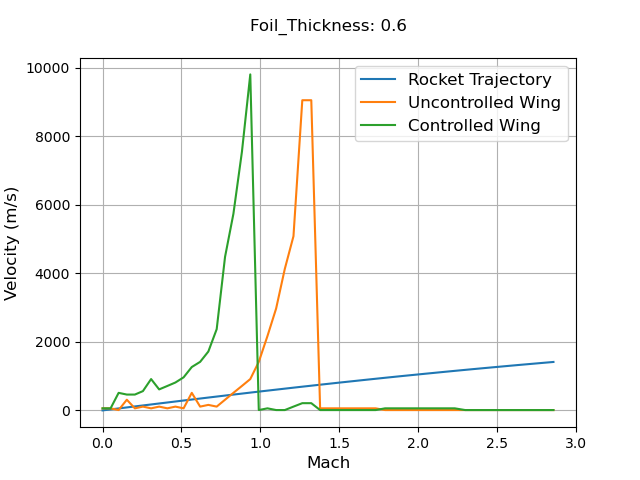 Foil_Thickness: 0.6
Rocket Trajectory
Uncontrolled Wing
Controlled Wing
10000
8000
6000
4000
2000
0
Velocity (m/s)
0.0 0.5 1.0 1.5 2.0 2.5 3.0
Mach